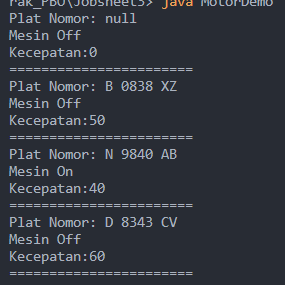 rak_PBO\Jobsheet3> java MotorDemo
Plat Nomor: null
Mesin Off
Kecepatan:0
=======================
Plat Nomor: B 0838 XZ
Mesin Off
Kecepatan:50
=======================
Plat Nomor: N 9840 AB
Mesin On
Kecepatan:40
=======================
Plat Nomor: D 8343 CV
Mesin Off
Kecepatan:60
=======================